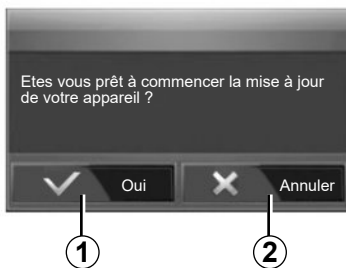 Etes vous prêt à commencer la mise à jour
de votre appareil ?
Oui
Annuler
1
2